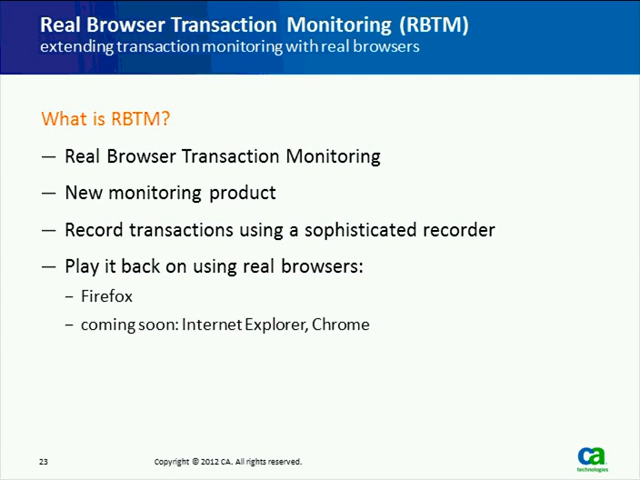 Real Browser Transaction Monitoring (RBTM)
extending transaction monitoring with real browsers
What is RBTM?
— Real Browser Transaction Monitoring
— New monitoring product
— Record transactions using a sophisticated recorder
— Play it back on using real browsers:
– Firefox
– coming soon: Internet Explorer, Chrome
23
Copyright © 2012 CA. All rights reserved.
ca
technologies